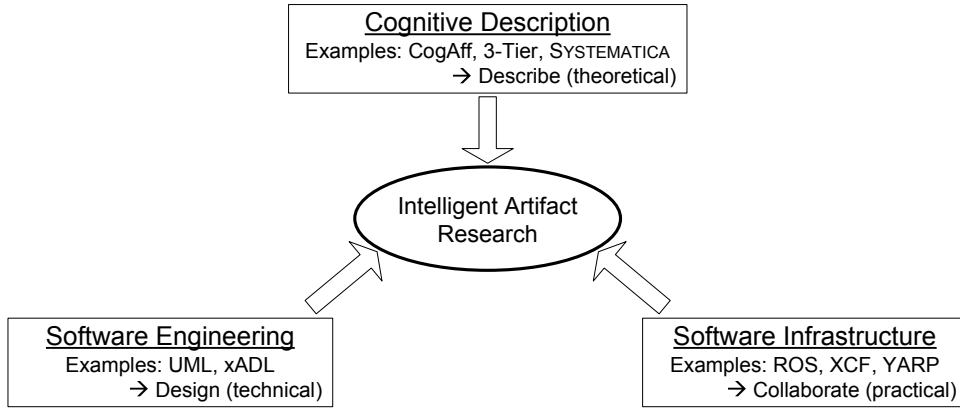 Cognitive Description
Examples: CogAff, 3-Tier, SYSTEMATICA
→ Describe (theoretical)
Intelligent Artifact
Research
Software Engineering
Examples: UML, xADL
→ Design (technical)
Software Infrastructure
Examples: ROS, XCF, YARP
→ Collaborate (practical)